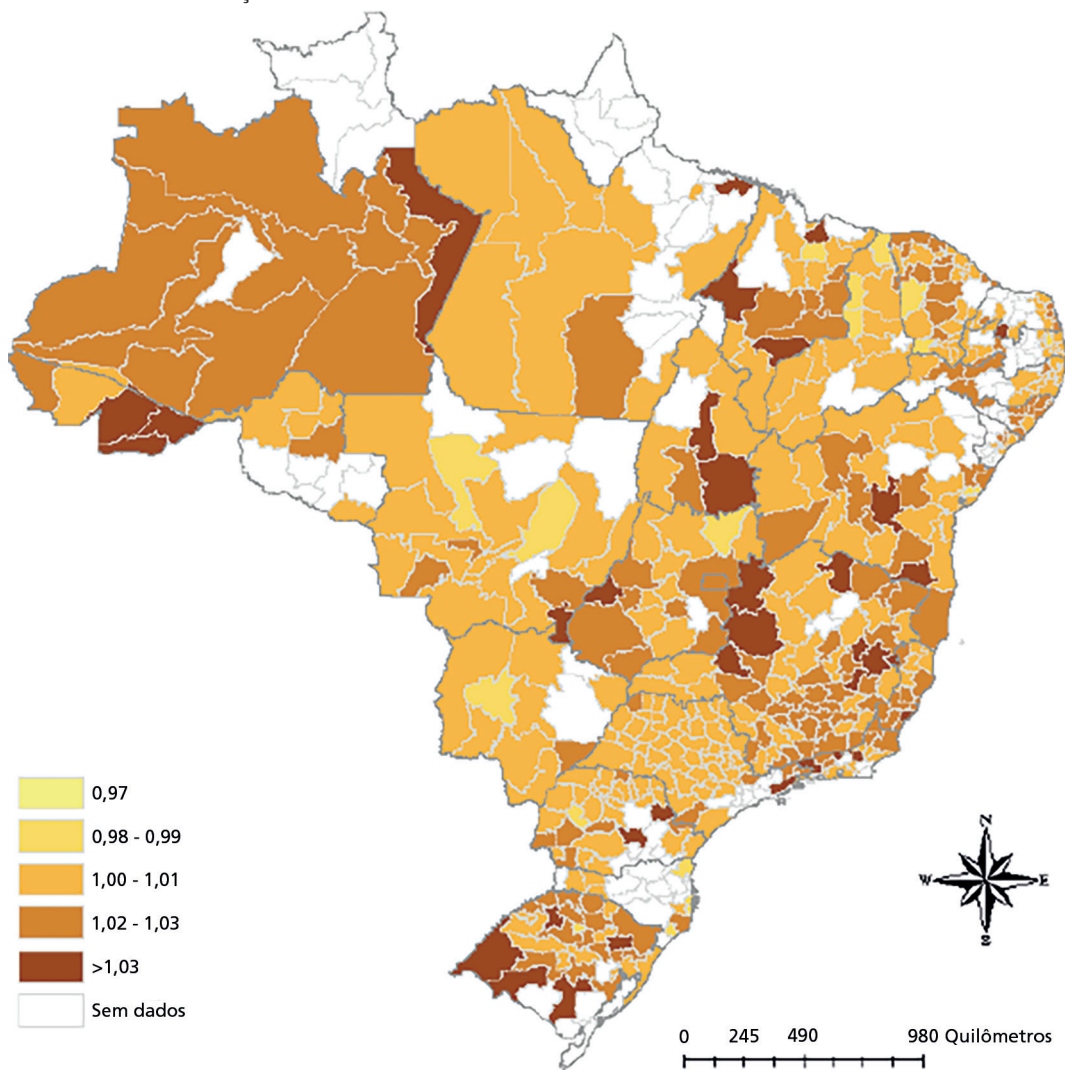 0,97
0,98 - 0,99
1,00 - 1,01
1,02 - 1,03
>1,03
Sem dados
N
W
E
S
0 245 490 980 Quilômetros